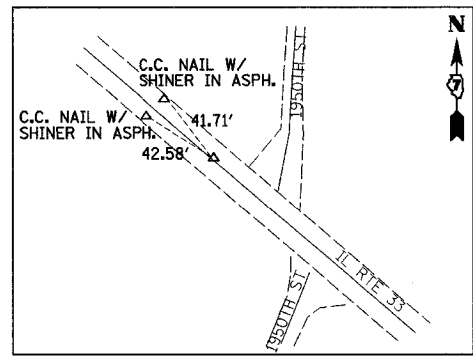 C.C. NAIL W/
SHINER IN ASPH.
N
7
1950TH ST
C.C. NAIL W/
SHINER IN ASPH.
41.71'
42.58'
IL RTE 33
1950TH ST